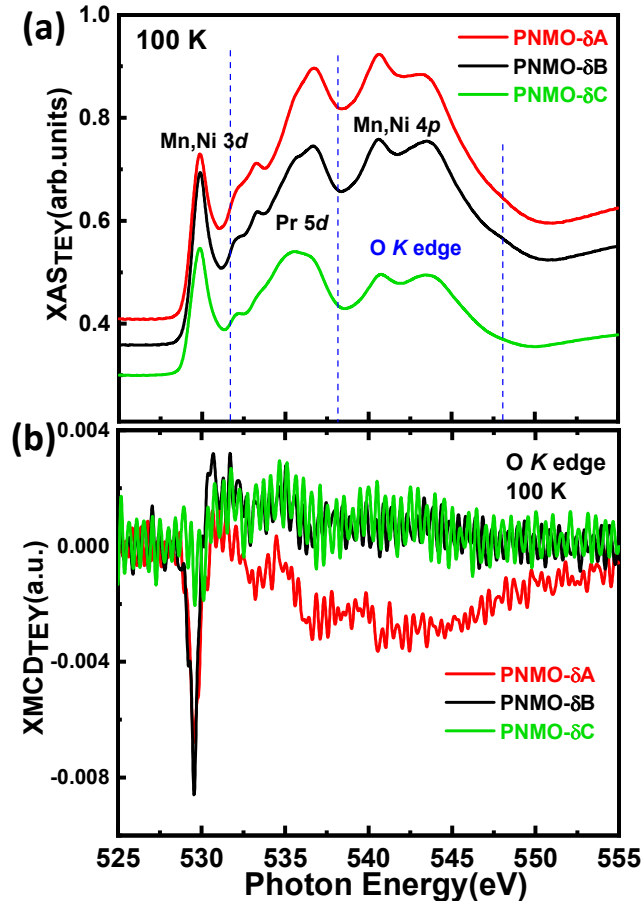 (a)
100 K
PNMO-δA
PNMO-δB
PNMO-δC
Mn,Ni 3d
Mn,Ni 4p
Pr 5d
O K edge
XASTEY(arb.units)
1.0
0.8
0.6
0.4
(b)
O K edge
100 K
PNMO-δA
PNMO-δB
PNMO-δC
XMCDTEY(a.u.)
0.004
0.000
-0.004
-0.008
525 530 535 540 545 550 555
Photon Energy(eV)